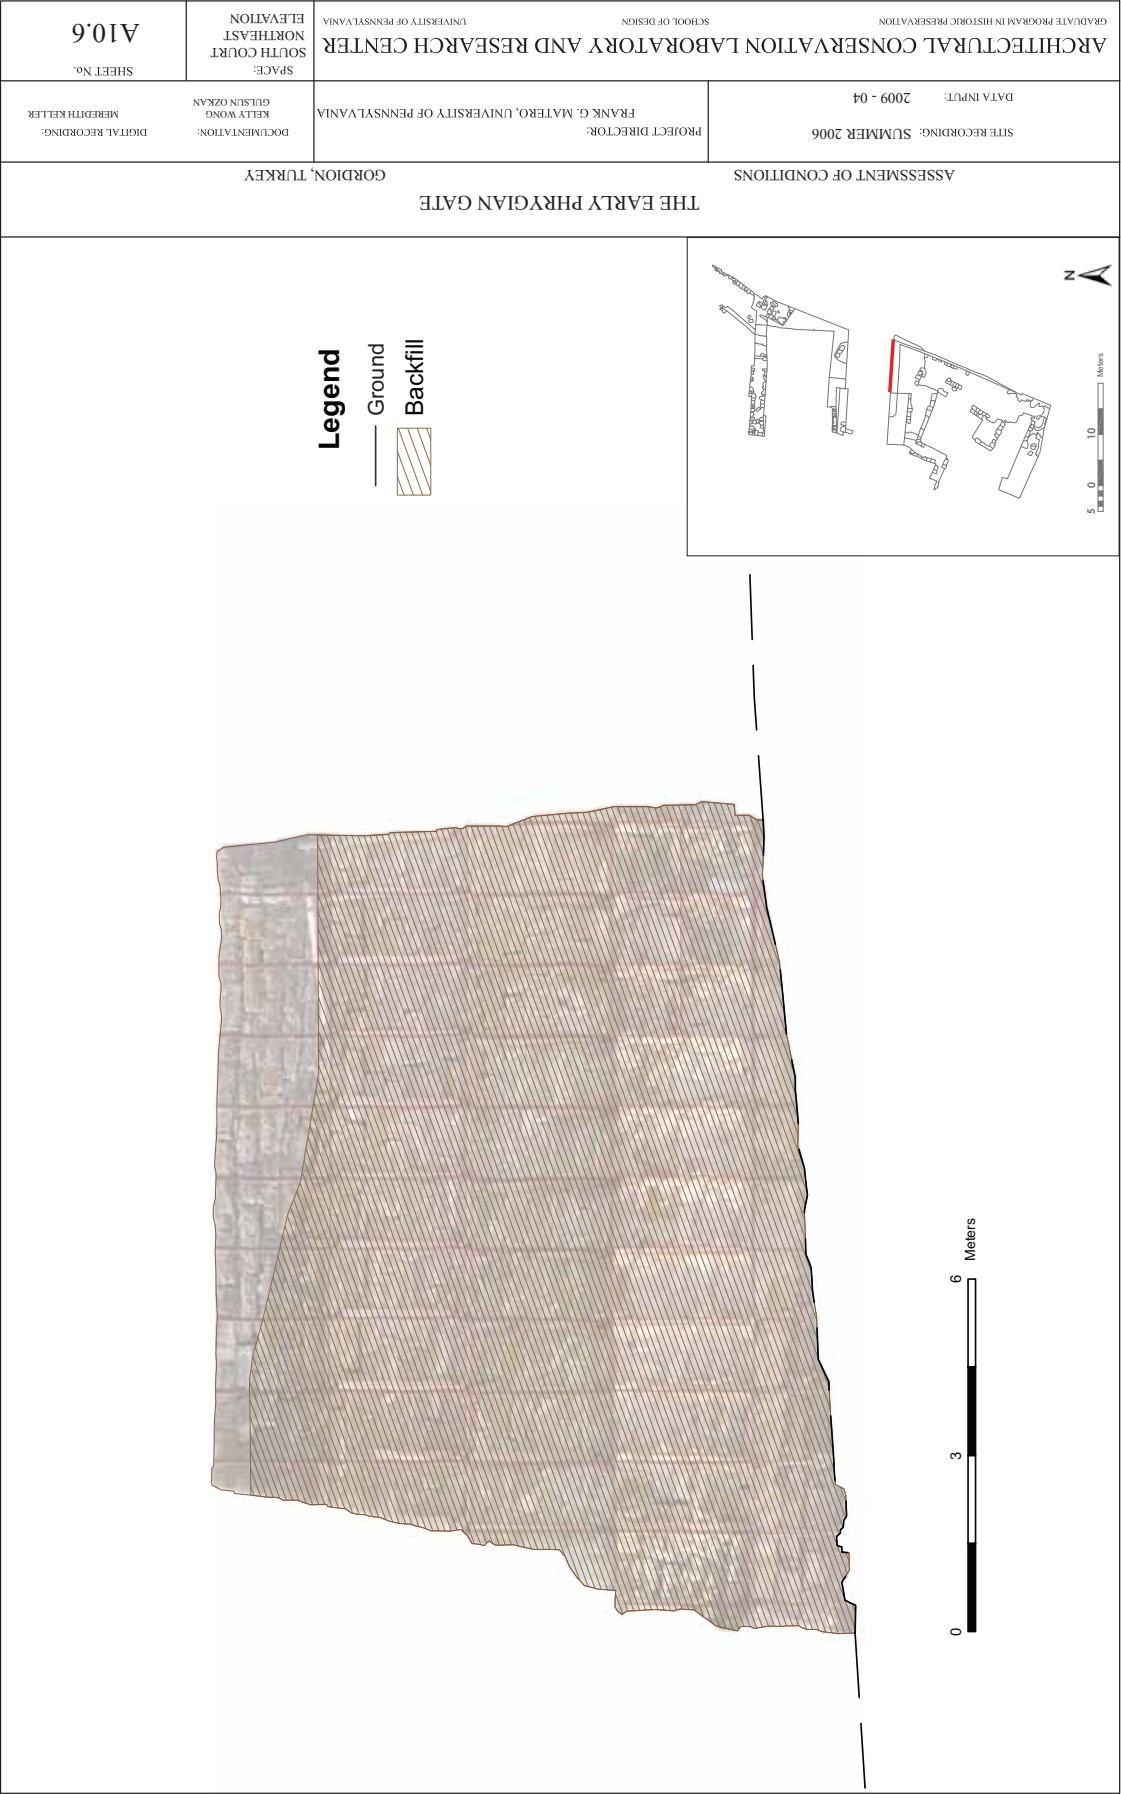 Legend
Ground
Backfill
N
5 0 10 Meters
0 3 6 Meters
THE EARLY PHRYGIAN GATE
ASSESSMENT OF CONDITIONS
GORDION, TURKEY
SITE RECORDING: SUMMER 2006
DATA INPUT: 2009 - 04
PROJECT DIRECTOR:
FRANK G. MATERO, UNIVERSITY OF PENNSYLVANIA
DOCUMENTATION:
KELLY WONG
GULSUN OZKAN
DIGITAL RECORDING:
MEREDITH KELLER
ARCHITECTURAL CONSERVATION LABORATORY AND RESEARCH CENTER
GRADUATE PROGRAM IN HISTORIC PRESERVATION
SCHOOL OF DESIGN
UNIVERSITY OF PENNSYLVANIA
SPACE:
SOUTH COURT
NORTHEAST
ELEVATION
SHEET No.
A10.6